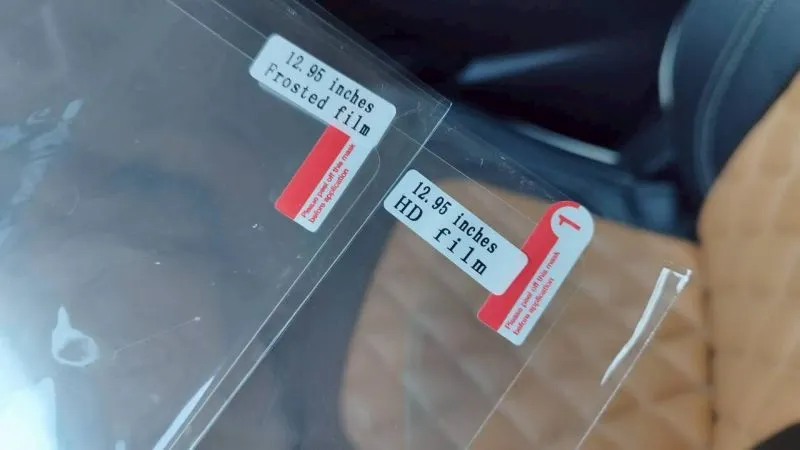 12.95 inches
Frosted film
Please peel off this mask
before application
12.95 inches
HD film
1
Please peel off this mask
before application